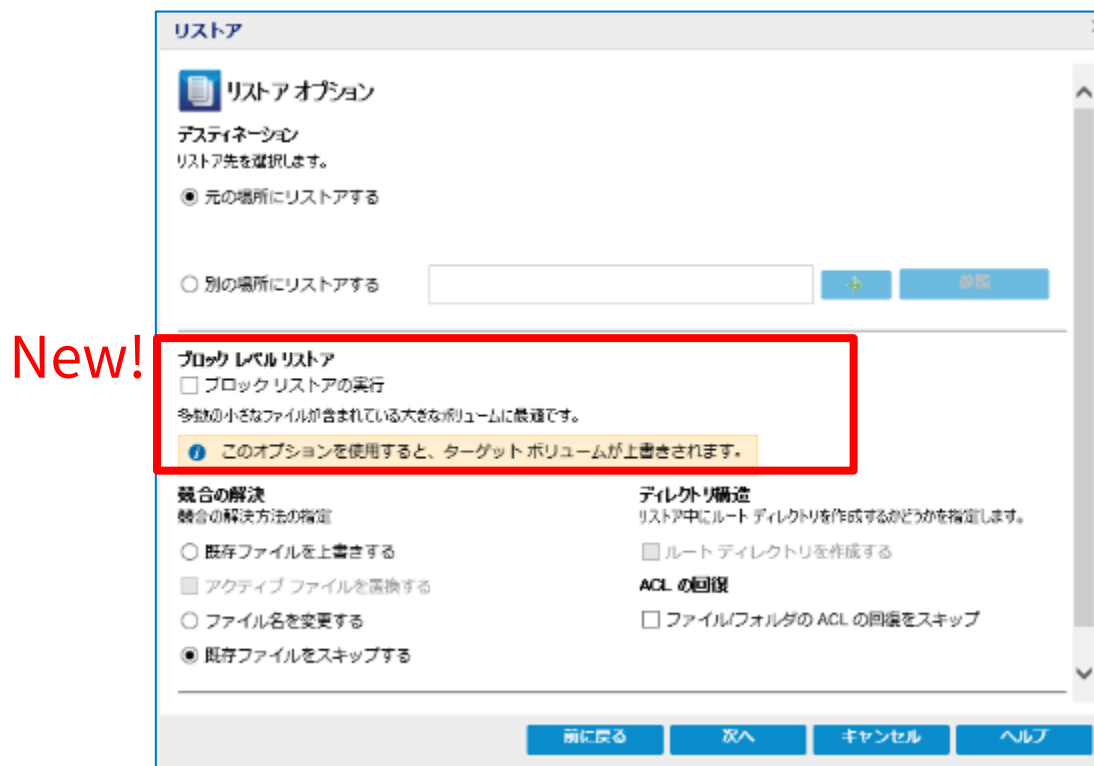 リストア
リストア オプション
デスティネーション
リストア先を選択します。
元の場所にリストアする
別の場所にリストアする
参照
New!
ブロック レベル リストア
ブロック リストアの実行
多数の小さなファイルが含まれている大きなボリュームに最適です。
このオプションを使用すると、ターゲット ボリュームが上書きされます。
競合の解決
競合の解決方法の指定
既存ファイルを上書きする
アクティブ ファイルを置換する
ファイル名を変更する
既存ファイルをスキップする
ディレクトリ構造
リストア中にルート ディレクトリを作成するかどうかを指定します。
ルート ディレクトリを作成する
ACL の回復
ファイル/フォルダの ACL の回復をスキップ
前に戻る
次へ
キャンセル
ヘルプ